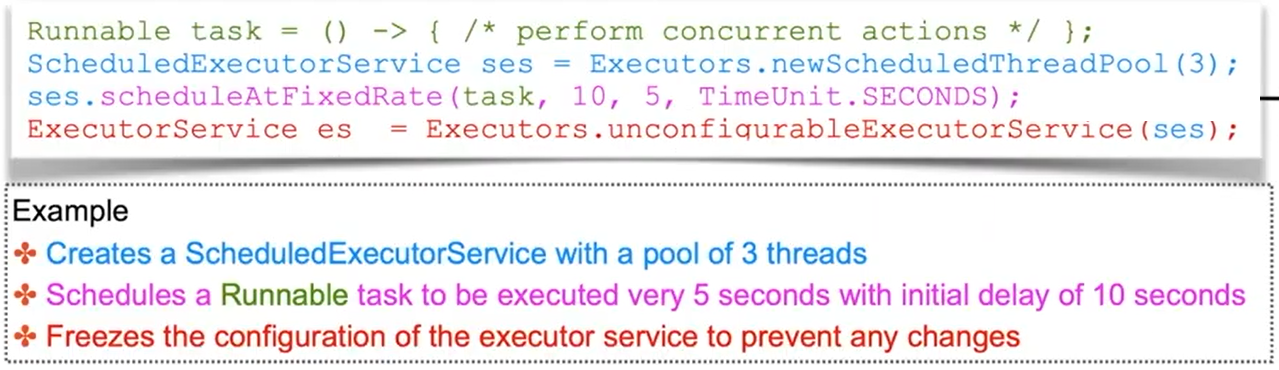 Runnable task = () -> { /* perform concurrent actions */ };
ScheduledExecutorService ses = Executors.newScheduledThreadPool(3);
ses.scheduleAtFixedRate(task, 10, 5, TimeUnit.SECONDS);
ExecutorService es  = Executors.unconfigurableExecutorService(ses);
Example
✤ Creates a ScheduledExecutorService with a pool of 3 threads
✤ Schedules a Runnable task to be executed very 5 seconds with initial delay of 10 seconds
✤ Freezes the configuration of the executor service to prevent any changes